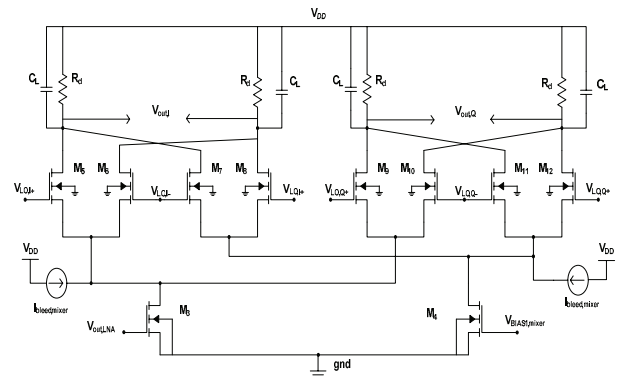 VDD
CL Rd Rd CL CL Rd Rd CL
Vout,I Vout,Q
M5 M6 M7 M8 M9 M10 M11 M12
VLO,I+ VLO,I- VLO,I+ VLO,Q+ VLO,Q- VLO,Q+
VDD VDD
Ibleed,mixer Ibleed,mixer
M3 M4
Vout,LNA VBIAS1,mixer
gnd